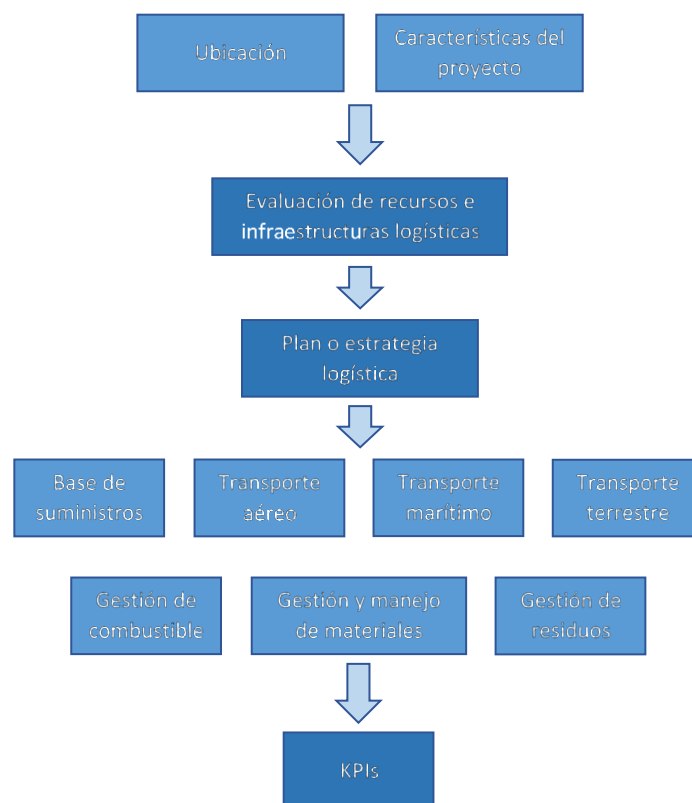 Ubicación
Características del
proyecto
Evaluación de recursos e
infraestructuras logísticas
Plan o estrategia
logística
Base de
suministros
Transporte
aéreo
Transporte
marítimo
Transporte
terrestre
Gestión de
combustible
Gestión y manejo
de materiales
Gestión de
residuos
KPIs